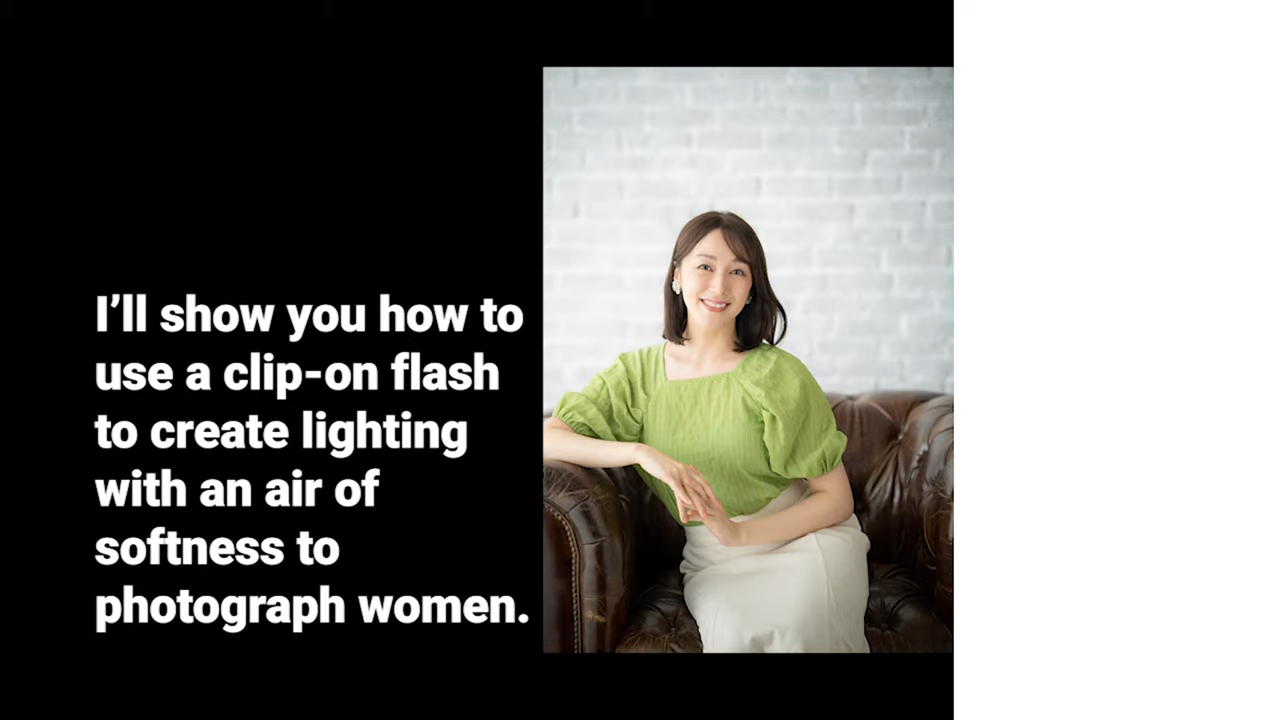 I’ll show you how to
use a clip-on flash
to create lighting
with an air of
softness to
photograph women.